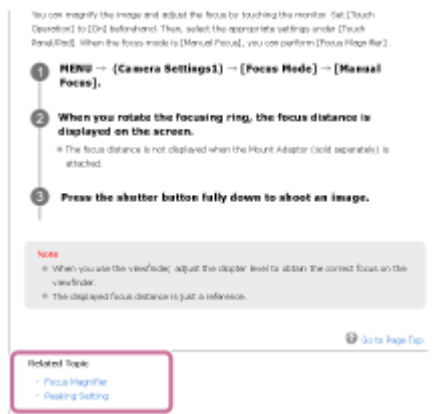 You can magnify the image and adjust the focus by touching the monitor. Set [Touch
Operation] to [On] beforehand. Then, select the appropriate settings under [Touch
Panel/Pad]. When the focus mode is [Manual Focus], you can perform [Focus Magnifier].
1 MENU → (Camera Settings1) → [Focus Mode] → [Manual
Focus].
2 When you rotate the focusing ring, the focus distance is
displayed on the screen.
The focus distance is not displayed when the Mount Adaptor (sold separately) is
attached.
3 Press the shutter button fully down to shoot an image.
Note
When you use the viewfinder, adjust the diopter level to obtain the correct focus on the
viewfinder.
The displayed focus distance is just a reference.
Go to Page Top
Related Topic
Focus Magnifier
Peaking Setting